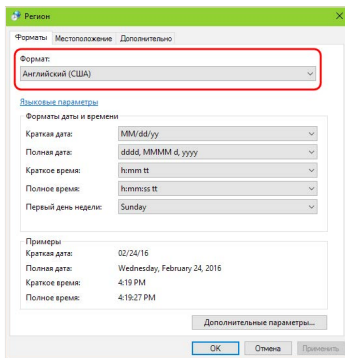 Регион
Форматы Местоположение Дополнительно
Формат:
Английский (США)
Языковые параметры
Форматы даты и времени
Краткая дата: MM/dd/yy
Полная дата: dddd, MMMM d, yyyy
Краткое время: h:mm tt
Полное время: h:mm:ss tt
Первый день недели: Sunday
Примеры
Краткая дата: 02/24/16
Полная дата: Wednesday, February 24, 2016
Краткое время: 4:19 PM
Полное время: 4:19:27 PM
Дополнительные параметры...
OK Отмена Применить